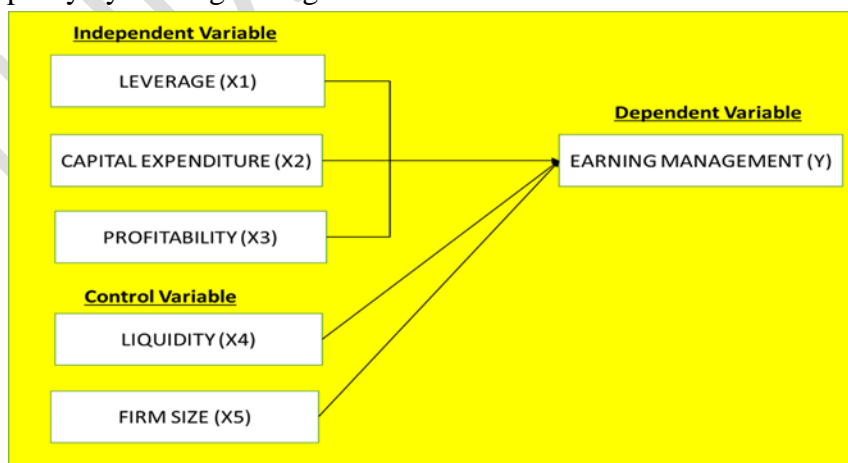 Independent Variable
LEVERAGE (X1)
Dependent Variable
CAPITAL EXPENDITURE (X2)
EARNING MANAGEMENT (Y)
PROFITABILITY (X3)
Control Variable
LIQUIDITY (X4)
FIRM SIZE (X5)